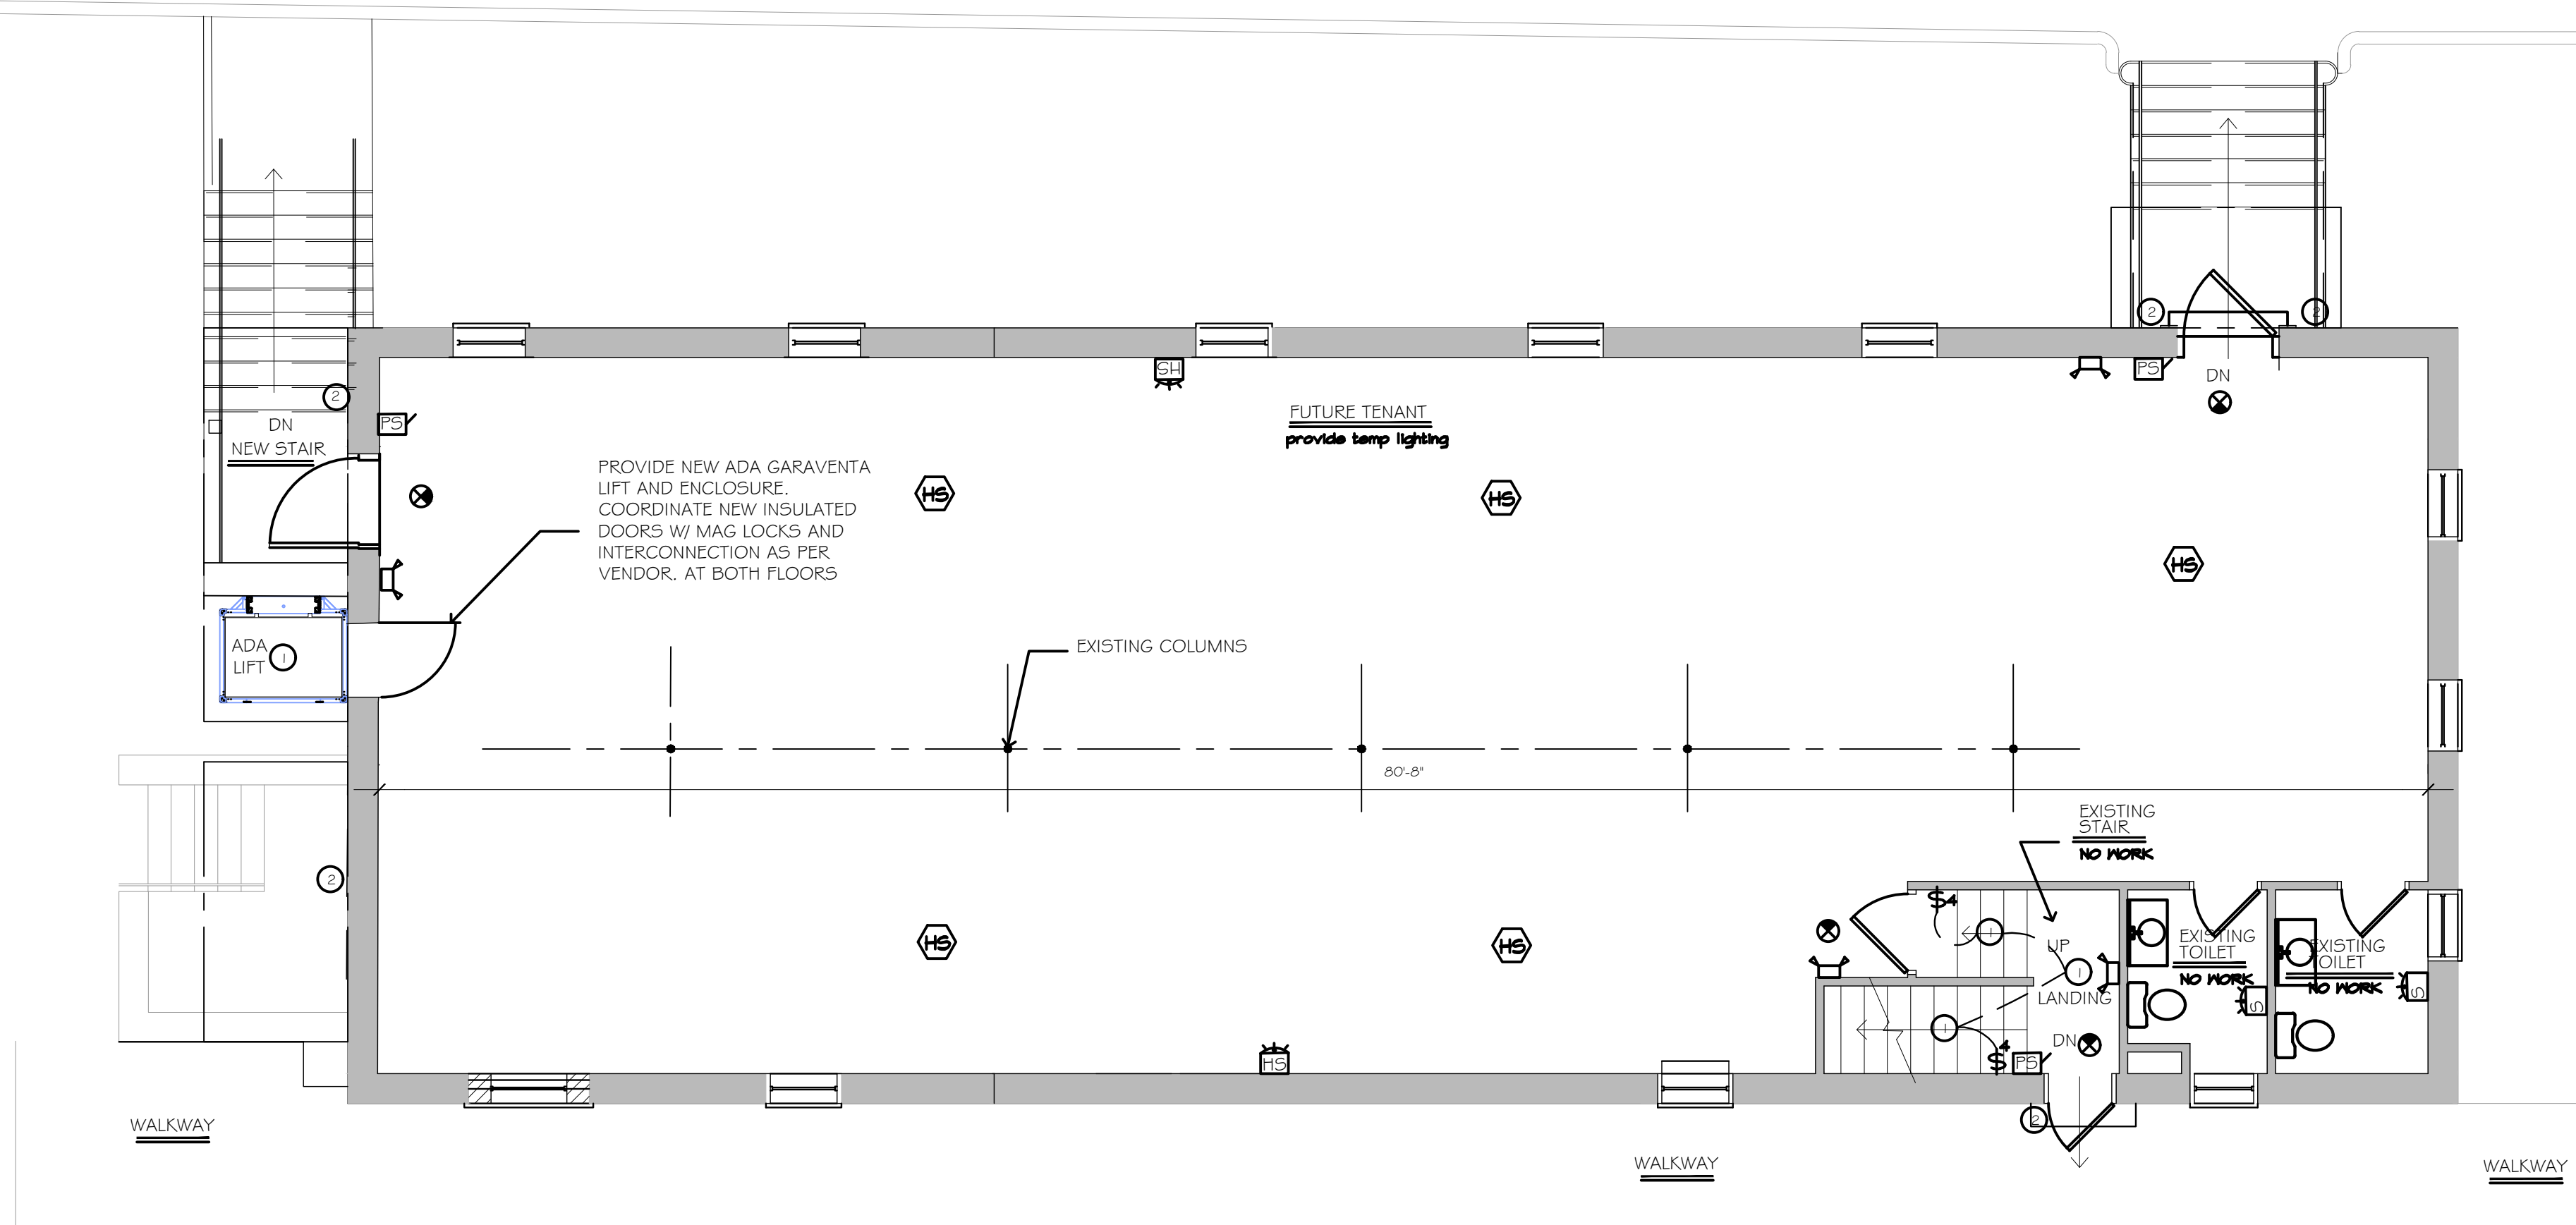 2
2
SH
PS
DN
2
PS
DN
NEW STAIR
FUTURE TENANT
provide temp lighting
PROVIDE NEW ADA GARAVENTA
LIFT AND ENCLOSURE.
COORDINATE NEW INSULATED
DOORS W/ MAG LOCKS AND
INTERCONNECTION AS PER
VENDOR. AT BOTH FLOORS
HS
HS
HS
ADA
LIFT
1
EXISTING COLUMNS
80'-8"
EXISTING
STAIR
NO WORK
2
$4
1
UP
1
LANDING
EXISTING
TOILET
NO WORK
S
EXISTING
TOILET
NO WORK
S
HS
HS
1
DN
$4
PS
HS
2
WALKWAY
WALKWAY
WALKWAY